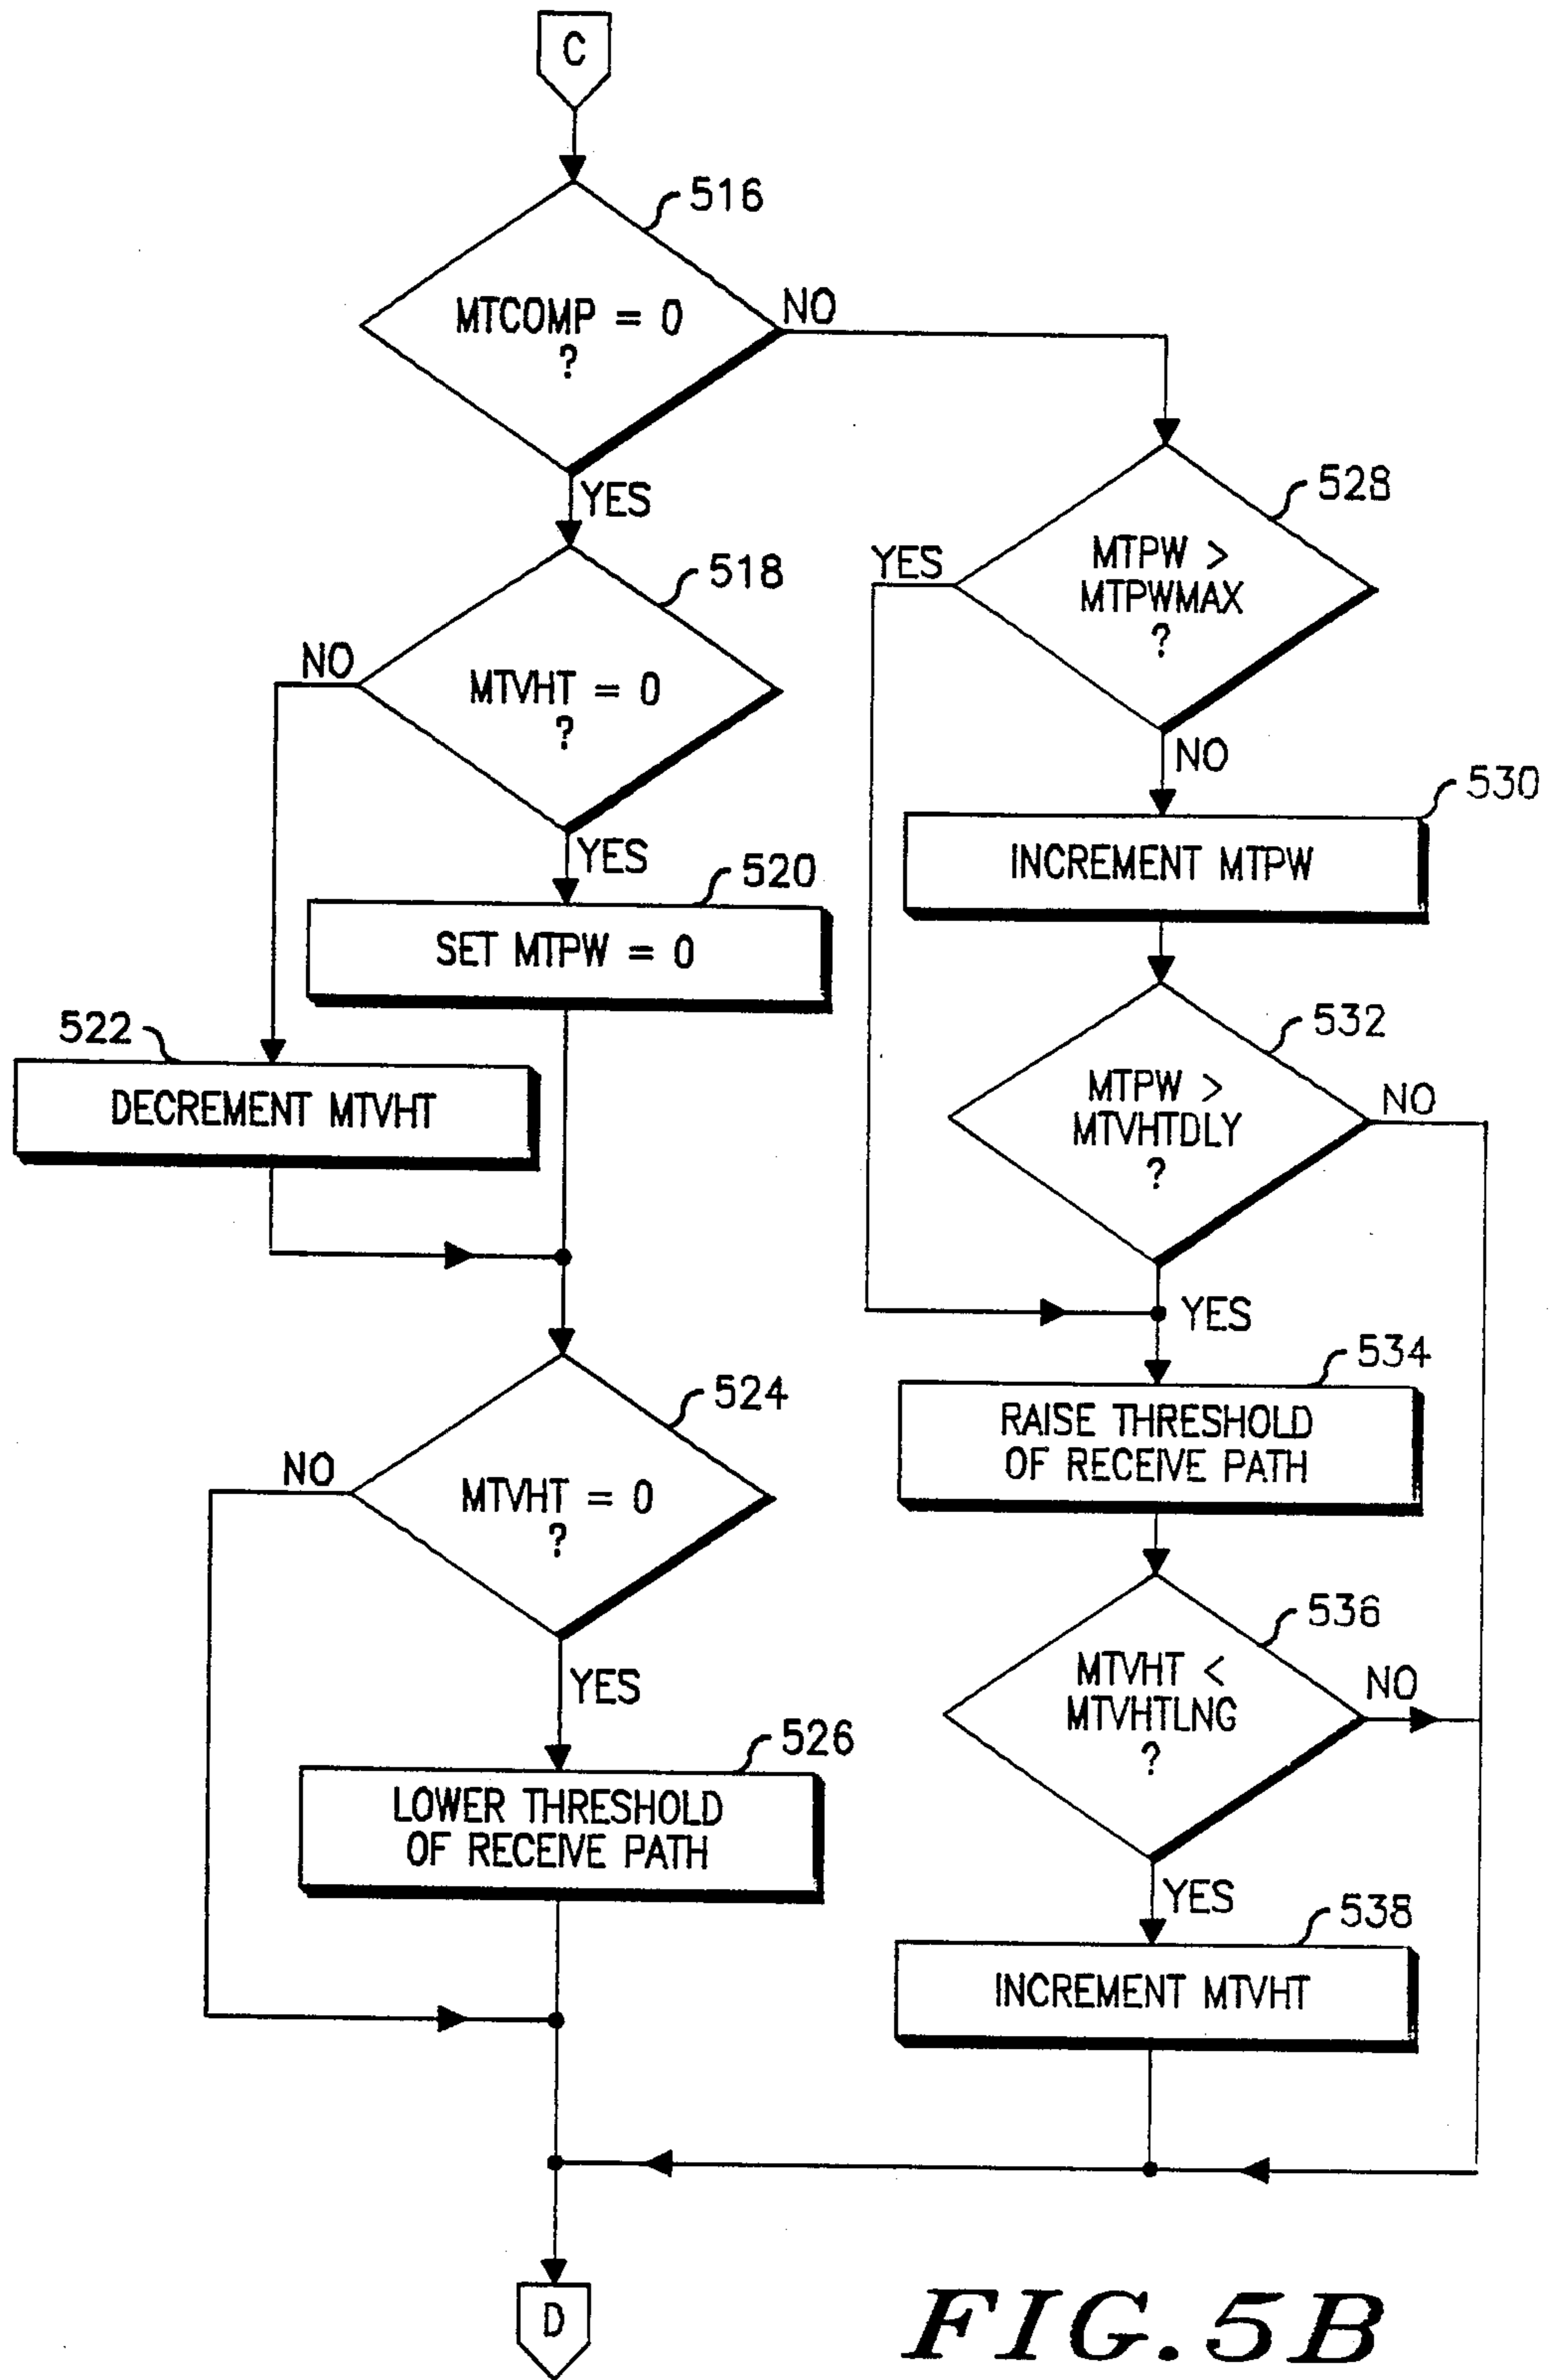 C
516
MTCOMP = 0
?
NO
YES
518
MTVHT = 0
?
NO
YES
520
SET MTPW = 0
522
DECREMENT MTVHT
524
MTVHT = 0
?
NO
YES
526
LOWER THRESHOLD
OF RECEIVE PATH
528
MTPW >
MTPWMAX
?
YES
NO
530
INCREMENT MTPW
532
MTPW >
MTVHTDLY
?
NO
YES
534
RAISE THRESHOLD
OF RECEIVE PATH
536
MTVHT <
MTVHTLNG
?
NO
YES
538
INCREMENT MTVHT
D
FIG. 5B